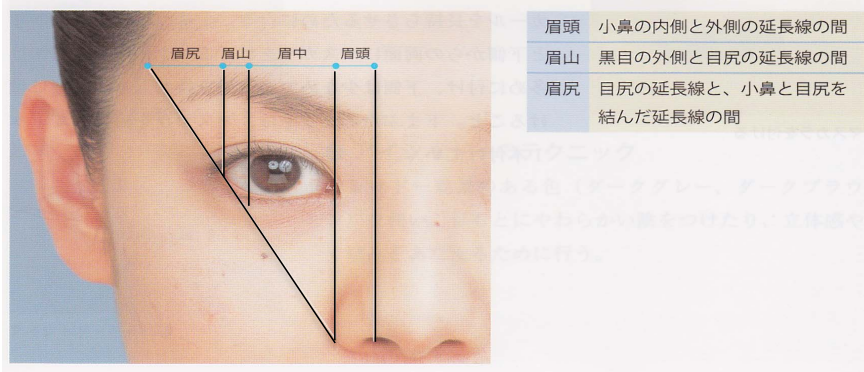 眉尻 眉山 眉中 眉頭
眉頭 小鼻の内側と外側の延長線の間
眉山 黒目の外側と目尻の延長線の間
眉尻 目尻の延長線と、小鼻と目尻を
結んだ延長線の間